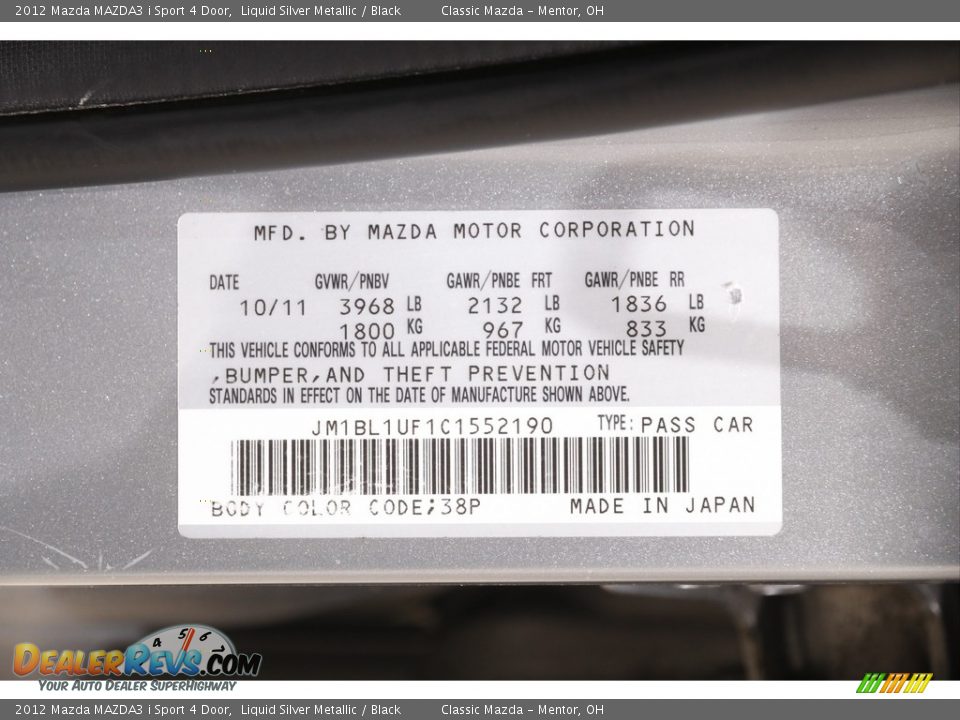 2012 Mazda MAZDA3 i Sport 4 Door, Liquid Silver Metallic / Black Classic Mazda - Mentor, OH
MFD. BY MAZDA MOTOR CORPORATION
DATE GVWR/PNBV GAWR/PNBE FRT GAWR/PNBE RR
10/11 3968 LB 2132 LB 1836 LB
1800 KG 967 KG 833 KG
THIS VEHICLE CONFORMS TO ALL APPLICABLE FEDERAL MOTOR VEHICLE SAFETY
,BUMPER,AND THEFT PREVENTION
STANDARDS IN EFFECT ON THE DATE OF MANUFACTURE SHOWN ABOVE.
JM1BL1UF1C1552190 TYPE: PASS CAR
BODY COLOR CODE;38P MADE IN JAPAN
4 5 6
DEALERREVS.COM
YOUR AUTO DEALER SUPERHIGHWAY
2012 Mazda MAZDA3 i Sport 4 Door, Liquid Silver Metallic / Black Classic Mazda - Mentor, OH